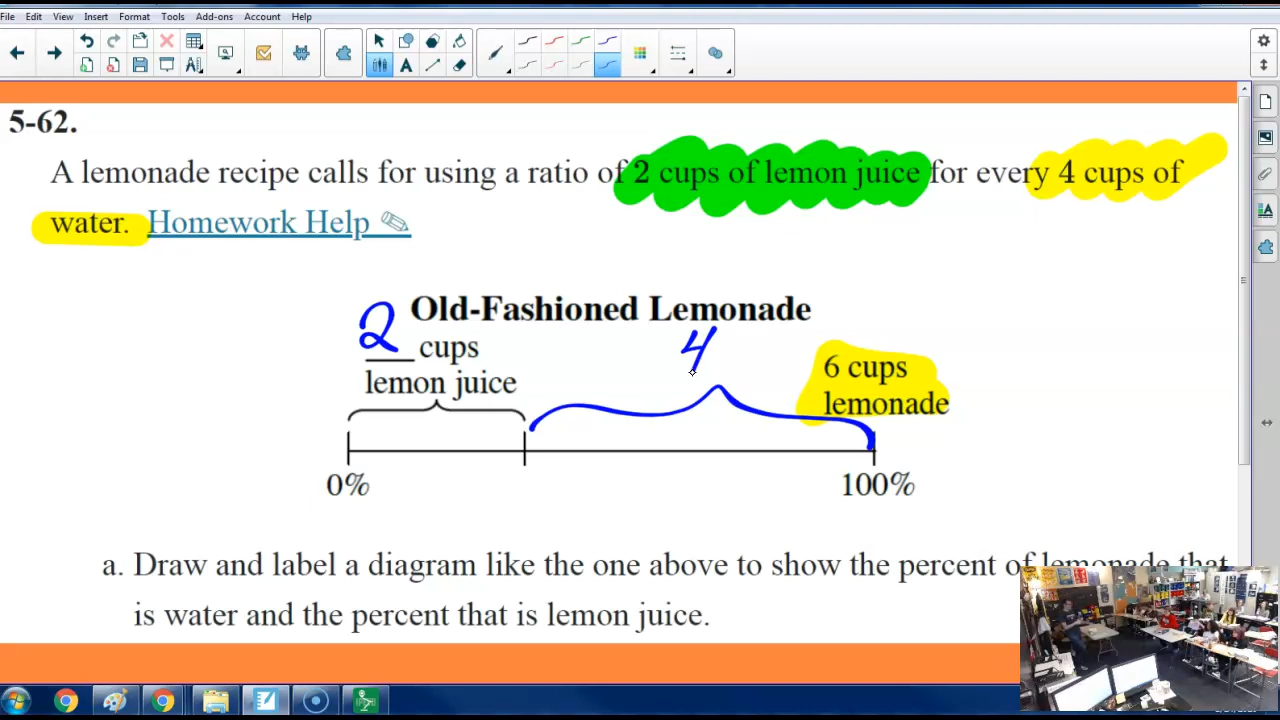 File Edit View Insert Format Tools Add-ons Account Help
5-62.
A lemonade recipe calls for using a ratio of 2 cups of lemon juice for every 4 cups of
water. Homework Help
Old-Fashioned Lemonade
2 cups
lemon juice
4
6 cups
lemonade
0%
100%
a. Draw and label a diagram like the one above to show the percent of lemonade that
is water and the percent that is lemon juice.